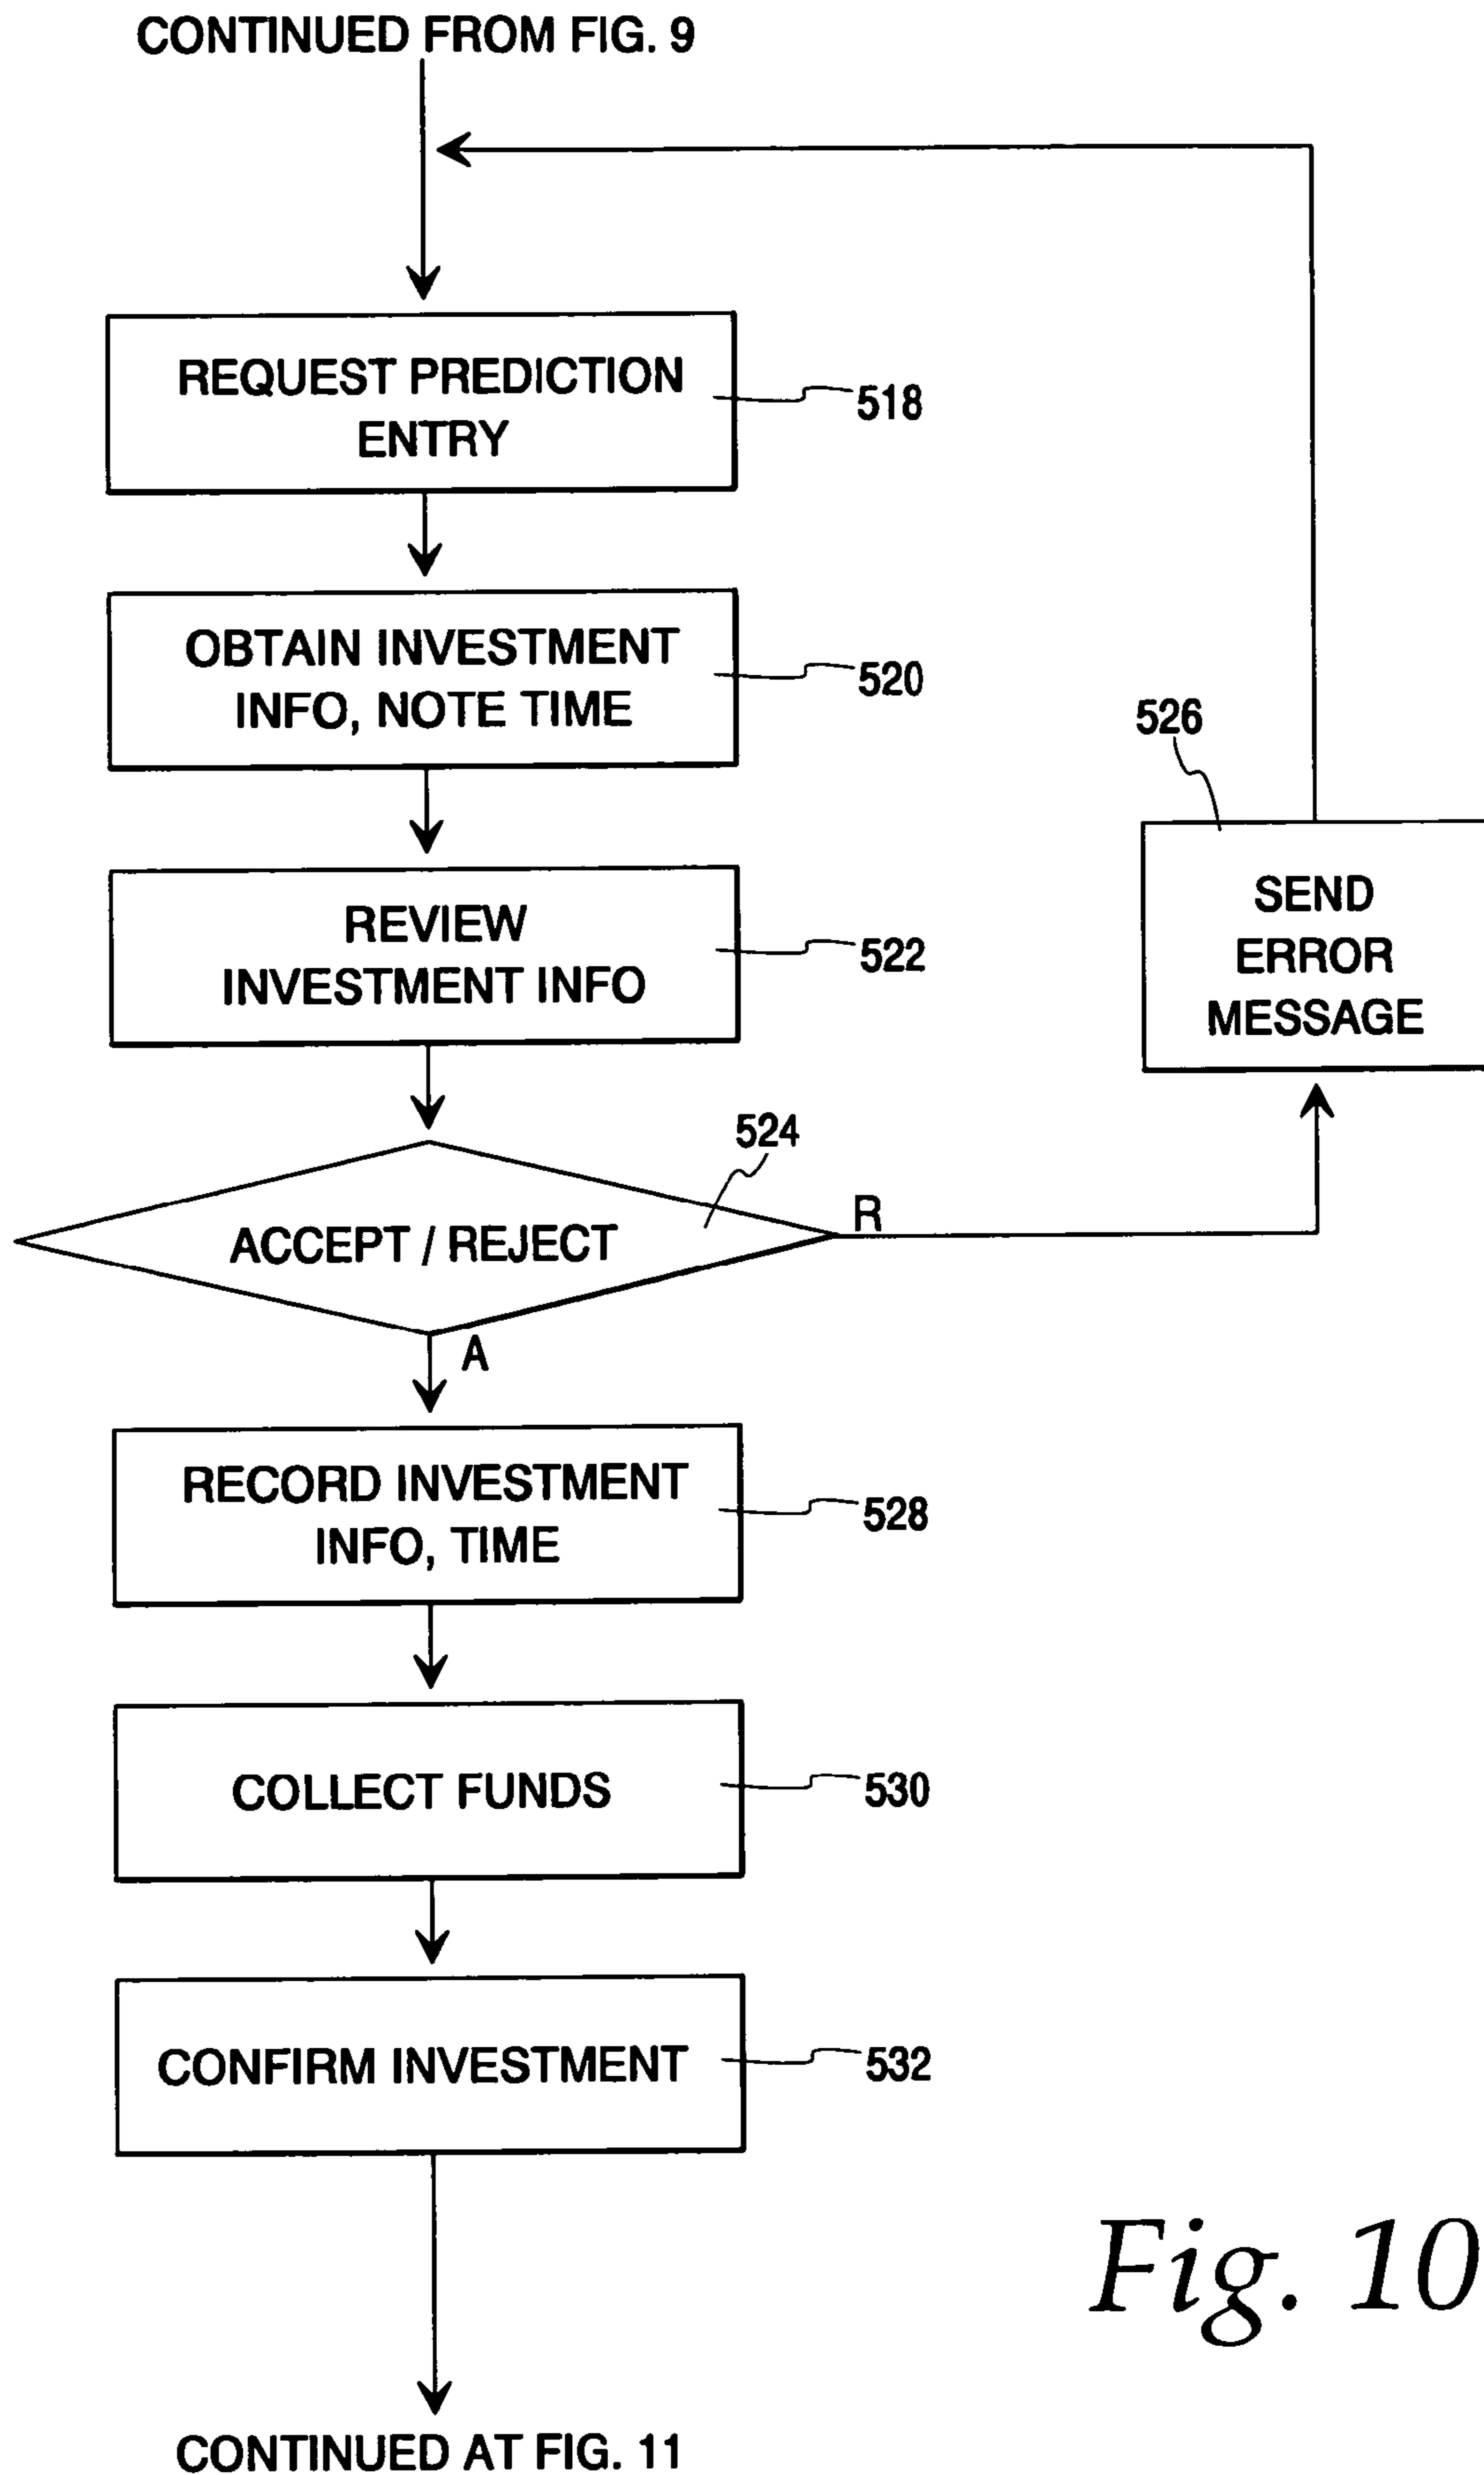 CONTINUED FROM FIG. 9
REQUEST PREDICTION
ENTRY
518
OBTAIN INVESTMENT
INFO, NOTE TIME
520
REVIEW
INVESTMENT INFO
522
526
SEND
ERROR
MESSAGE
524
ACCEPT / REJECT
R
A
RECORD INVESTMENT
INFO, TIME
528
COLLECT FUNDS
530
CONFIRM INVESTMENT
532
Fig. 10
CONTINUED AT FIG. 11